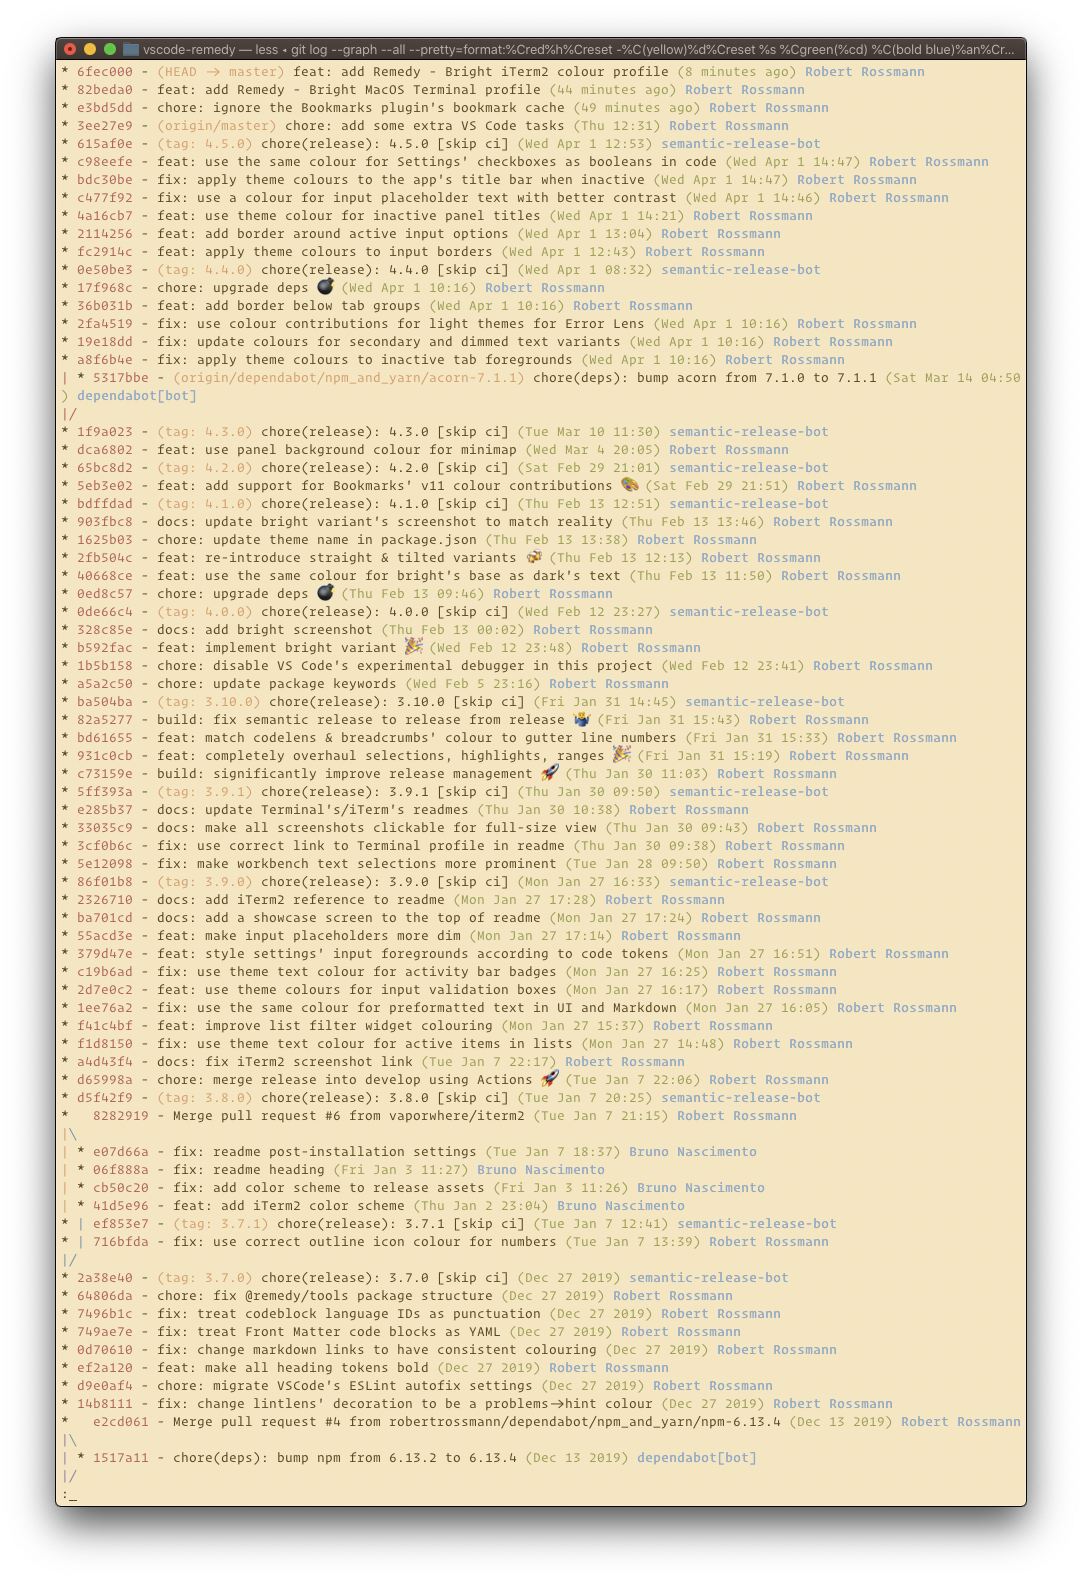 vscode-remedy — less ◂ git log --graph --all --pretty=format:%Cred%h%Creset -%C(yellow)%d%Creset %s %Cgreen(%cd) %C(bold blue)%an%Cr...
* 6fec000 - (HEAD -> master) feat: add Remedy - Bright iTerm2 colour profile (8 minutes ago) Robert Rossmann
* 82beda0 - feat: add Remedy - Bright MacOS Terminal profile (44 minutes ago) Robert Rossmann
* e3bd5dd - chore: ignore the Bookmarks plugin's bookmark cache (49 minutes ago) Robert Rossmann
* 3ee27e9 - (origin/master) chore: add some extra VS Code tasks (Thu 12:31) Robert Rossmann
* 615af0e - (tag: 4.5.0) chore(release): 4.5.0 [skip ci] (Wed Apr 1 12:53) semantic-release-bot
* c98eefe - feat: use the same colour for Settings' checkboxes as booleans in code (Wed Apr 1 14:47) Robert Rossmann
* bdc30be - fix: apply theme colours to the app's title bar when inactive (Wed Apr 1 14:47) Robert Rossmann
* c477f92 - fix: use a colour for input placeholder text with better contrast (Wed Apr 1 14:46) Robert Rossmann
* 4a16cb7 - feat: use theme colour for inactive panel titles (Wed Apr 1 14:21) Robert Rossmann
* 2114256 - feat: add border around active input options (Wed Apr 1 13:04) Robert Rossmann
* fc2914c - feat: apply theme colours to input borders (Wed Apr 1 12:43) Robert Rossmann
* 0e50be3 - (tag: 4.4.0) chore(release): 4.4.0 [skip ci] (Wed Apr 1 08:32) semantic-release-bot
* 17f968c - chore: upgrade deps 💣 (Wed Apr 1 10:16) Robert Rossmann
* 36b031b - feat: add border below tab groups (Wed Apr 1 10:16) Robert Rossmann
* 2fa4519 - fix: use colour contributions for light themes for Error Lens (Wed Apr 1 10:16) Robert Rossmann
* 19e18dd - fix: update colours for secondary and dimmed text variants (Wed Apr 1 10:16) Robert Rossmann
* a8f6b4e - fix: apply theme colours to inactive tab foregrounds (Wed Apr 1 10:16) Robert Rossmann
| * 5317bbe - (origin/dependabot/npm_and_yarn/acorn-7.1.1) chore(deps): bump acorn from 7.1.0 to 7.1.1 (Sat Mar 14 04:50
) dependabot[bot]
|/
* 1f9a023 - (tag: 4.3.0) chore(release): 4.3.0 [skip ci] (Tue Mar 10 11:30) semantic-release-bot
* dca6802 - feat: use panel background colour for minimap (Wed Mar 4 20:05) Robert Rossmann
* 65bc8d2 - (tag: 4.2.0) chore(release): 4.2.0 [skip ci] (Sat Feb 29 21:01) semantic-release-bot
* 5eb3e02 - feat: add support for Bookmarks' v11 colour contributions 🎨 (Sat Feb 29 21:51) Robert Rossmann
* bdffdad - (tag: 4.1.0) chore(release): 4.1.0 [skip ci] (Thu Feb 13 12:51) semantic-release-bot
* 903fbc8 - docs: update bright variant's screenshot to match reality (Thu Feb 13 13:46) Robert Rossmann
* 1625b03 - chore: update theme name in package.json (Thu Feb 13 13:38) Robert Rossmann
* 2fb504c - feat: re-introduce straight & tilted variants 🍻 (Thu Feb 13 12:13) Robert Rossmann
* 40668ce - feat: use the same colour for bright's base as dark's text (Thu Feb 13 11:50) Robert Rossmann
* 0ed8c57 - chore: upgrade deps 💣 (Thu Feb 13 09:46) Robert Rossmann
* 0de66c4 - (tag: 4.0.0) chore(release): 4.0.0 [skip ci] (Wed Feb 12 23:27) semantic-release-bot
* 328c85e - docs: add bright screenshot (Thu Feb 13 00:02) Robert Rossmann
* b592fac - feat: implement bright variant 🎉 (Wed Feb 12 23:48) Robert Rossmann
* 1b5b158 - chore: disable VS Code's experimental debugger in this project (Wed Feb 12 23:41) Robert Rossmann
* a5a2c50 - chore: update package keywords (Wed Feb 5 23:16) Robert Rossmann
* ba504ba - (tag: 3.10.0) chore(release): 3.10.0 [skip ci] (Fri Jan 31 14:45) semantic-release-bot
* 82a5277 - build: fix semantic release to release from release 🤷‍♂️ (Fri Jan 31 15:43) Robert Rossmann
* bd61655 - feat: match codelens & breadcrumbs' colour to gutter line numbers (Fri Jan 31 15:33) Robert Rossmann
* 931c0cb - feat: completely overhaul selections, highlights, ranges 🎉 (Fri Jan 31 15:19) Robert Rossmann
* c73159e - build: significantly improve release management 🚀 (Thu Jan 30 11:03) Robert Rossmann
* 5ff393a - (tag: 3.9.1) chore(release): 3.9.1 [skip ci] (Thu Jan 30 09:50) semantic-release-bot
* e285b37 - docs: update Terminal's/iTerm's readmes (Thu Jan 30 10:38) Robert Rossmann
* 33035c9 - docs: make all screenshots clickable for full-size view (Thu Jan 30 09:43) Robert Rossmann
* 3cf0b6c - fix: use correct link to Terminal profile in readme (Thu Jan 30 09:38) Robert Rossmann
* 5e12098 - fix: make workbench text selections more prominent (Tue Jan 28 09:50) Robert Rossmann
* 86f01b8 - (tag: 3.9.0) chore(release): 3.9.0 [skip ci] (Mon Jan 27 16:33) semantic-release-bot
* 2326710 - docs: add iTerm2 reference to readme (Mon Jan 27 17:28) Robert Rossmann
* ba701cd - docs: add a showcase screen to the top of readme (Mon Jan 27 17:24) Robert Rossmann
* 55acd3e - feat: make input placeholders more dim (Mon Jan 27 17:14) Robert Rossmann
* 379d47e - feat: style settings' input foregrounds according to code tokens (Mon Jan 27 16:51) Robert Rossmann
* c19b6ad - fix: use theme text colour for activity bar badges (Mon Jan 27 16:25) Robert Rossmann
* 2d7e0c2 - feat: use theme colours for input validation boxes (Mon Jan 27 16:17) Robert Rossmann
* 1ee76a2 - fix: use the same colour for preformatted text in UI and Markdown (Mon Jan 27 16:05) Robert Rossmann
* f41c4bf - feat: improve list filter widget colouring (Mon Jan 27 15:37) Robert Rossmann
* f1d8150 - fix: use theme text colour for active items in lists (Mon Jan 27 14:48) Robert Rossmann
* a4d43f4 - docs: fix iTerm2 screenshot link (Tue Jan 7 22:17) Robert Rossmann
* d65998a - chore: merge release into develop using Actions 🚀 (Tue Jan 7 22:06) Robert Rossmann
* d5f42f9 - (tag: 3.8.0) chore(release): 3.8.0 [skip ci] (Tue Jan 7 20:25) semantic-release-bot
*   8282919 - Merge pull request #6 from vaporwhere/iterm2 (Tue Jan 7 21:15) Robert Rossmann
|\
| * e07d66a - fix: readme post-installation settings (Tue Jan 7 18:37) Bruno Nascimento
| * 06f888a - fix: readme heading (Fri Jan 3 11:27) Bruno Nascimento
| * cb50c20 - fix: add color scheme to release assets (Fri Jan 3 11:26) Bruno Nascimento
| * 41d5e96 - feat: add iTerm2 color scheme (Thu Jan 2 23:04) Bruno Nascimento
* | ef853e7 - (tag: 3.7.1) chore(release): 3.7.1 [skip ci] (Tue Jan 7 12:41) semantic-release-bot
* | 716bfda - fix: use correct outline icon colour for numbers (Tue Jan 7 13:39) Robert Rossmann
|/
* 2a38e40 - (tag: 3.7.0) chore(release): 3.7.0 [skip ci] (Dec 27 2019) semantic-release-bot
* 64806da - chore: fix @remedy/tools package structure (Dec 27 2019) Robert Rossmann
* 7496b1c - fix: treat codeblock language IDs as punctuation (Dec 27 2019) Robert Rossmann
* 749ae7e - fix: treat Front Matter code blocks as YAML (Dec 27 2019) Robert Rossmann
* 0d70610 - fix: change markdown links to have consistent colouring (Dec 27 2019) Robert Rossmann
* ef2a120 - feat: make all heading tokens bold (Dec 27 2019) Robert Rossmann
* d9e0af4 - chore: migrate VSCode's ESLint autofix settings (Dec 27 2019) Robert Rossmann
* 14b8111 - fix: change lintlens' decoration to be a problems->hint colour (Dec 27 2019) Robert Rossmann
*   e2cd061 - Merge pull request #4 from robertrossmann/dependabot/npm_and_yarn/npm-6.13.4 (Dec 13 2019) Robert Rossmann
|\
| * 1517a11 - chore(deps): bump npm from 6.13.2 to 6.13.4 (Dec 13 2019) dependabot[bot]
|/
:_